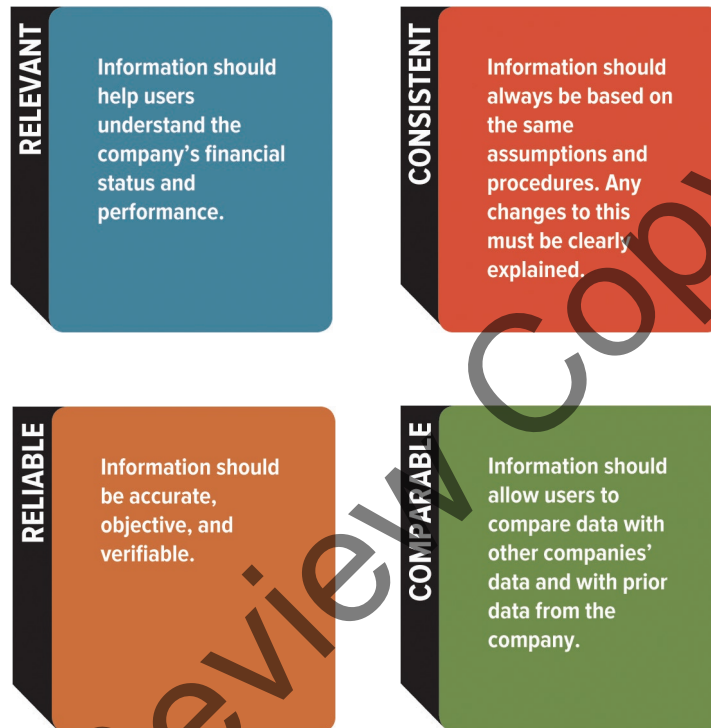 RELEVANT
Information should
help users
understand the
company's financial
status and
performance.
CONSISTENT
Information should
always be based on
the same
assumptions and
procedures. Any
changes to this
must be clearly
explained.
RELIABLE
Information should
be accurate,
objective, and
verifiable.
COMPARABLE
Information should
allow users to
compare data with
other companies'
data and with prior
data from the
company.
Review Copy